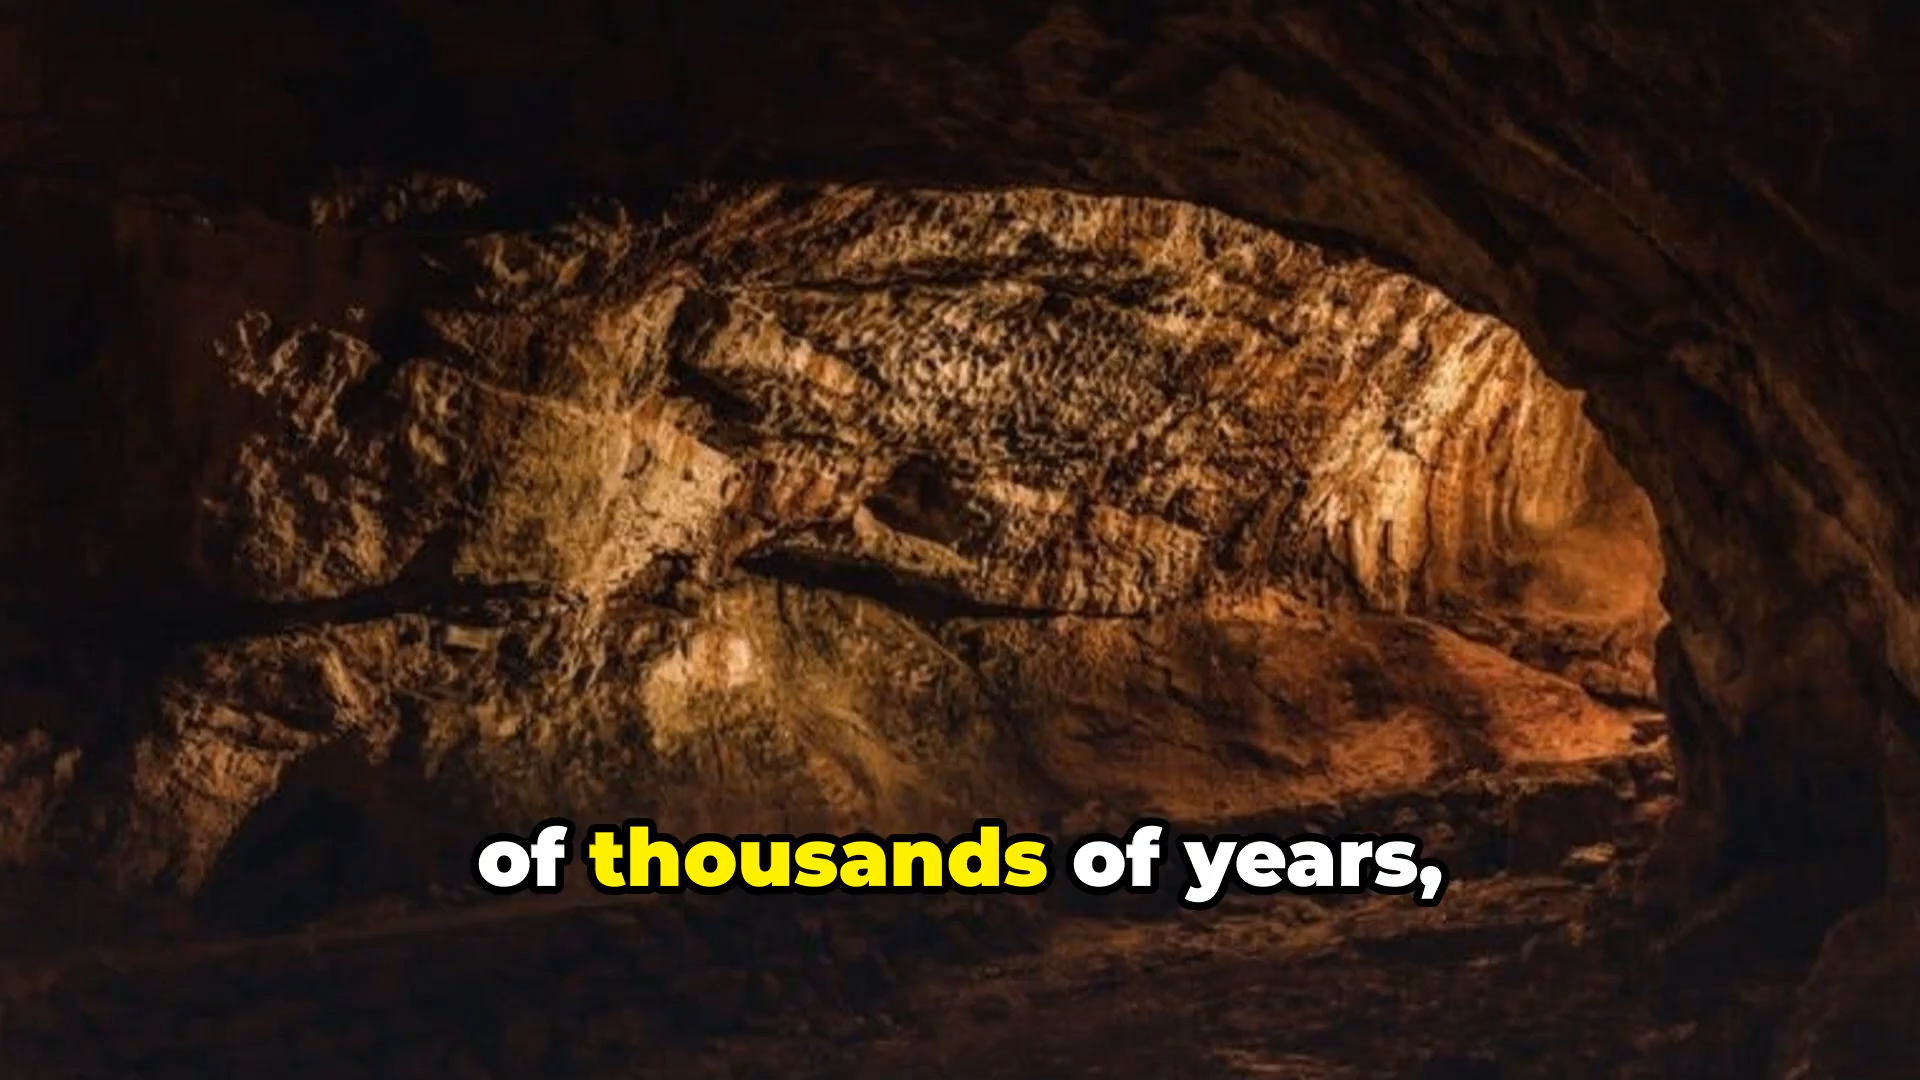 of thousands of years,